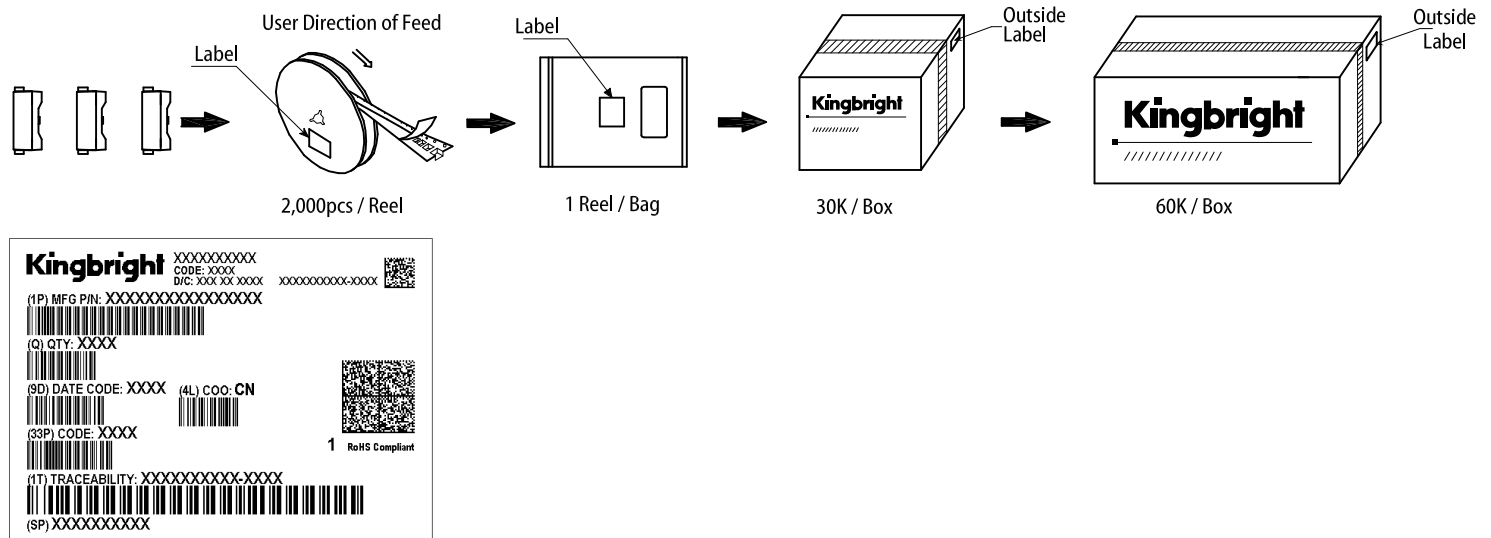 User Direction of Feed
Label
Label
Outside
Label
Outside
Label
Kingbright
Kingbright
2,000pcs / Reel
1 Reel / Bag
30K / Box
60K / Box
Kingbright
XXXXXXXXXX
CODE: XXXX
D/C: XXX XX XXXX
XXXXXXXXXX-XXXX
(1P) MFG P/N: XXXXXXXXXXXXXXXX
(Q) QTY: XXXX
(9D) DATE CODE: XXXX
(4L) COO: CN
(33P) CODE: XXXX
1 RoHS Compliant
(1T) TRACEABILITY: XXXXXXXXXX-XXXX
(SP) XXXXXXXXXX